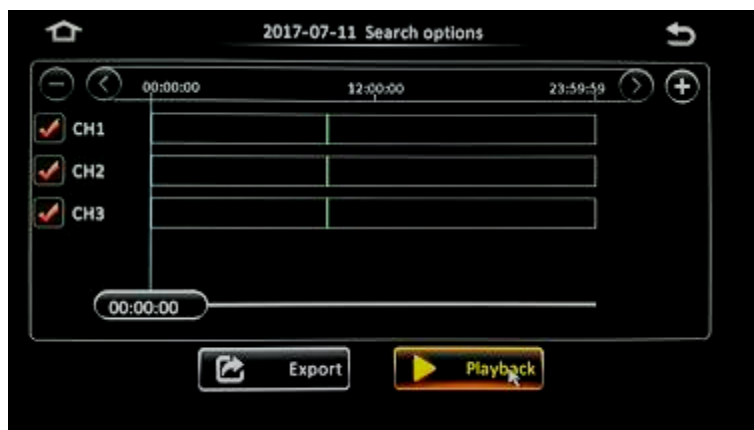 2017-07-11 Search options
00:00:00 12:00:00 23:59:59
CH1
CH2
CH3
00:00:00
Export Playback